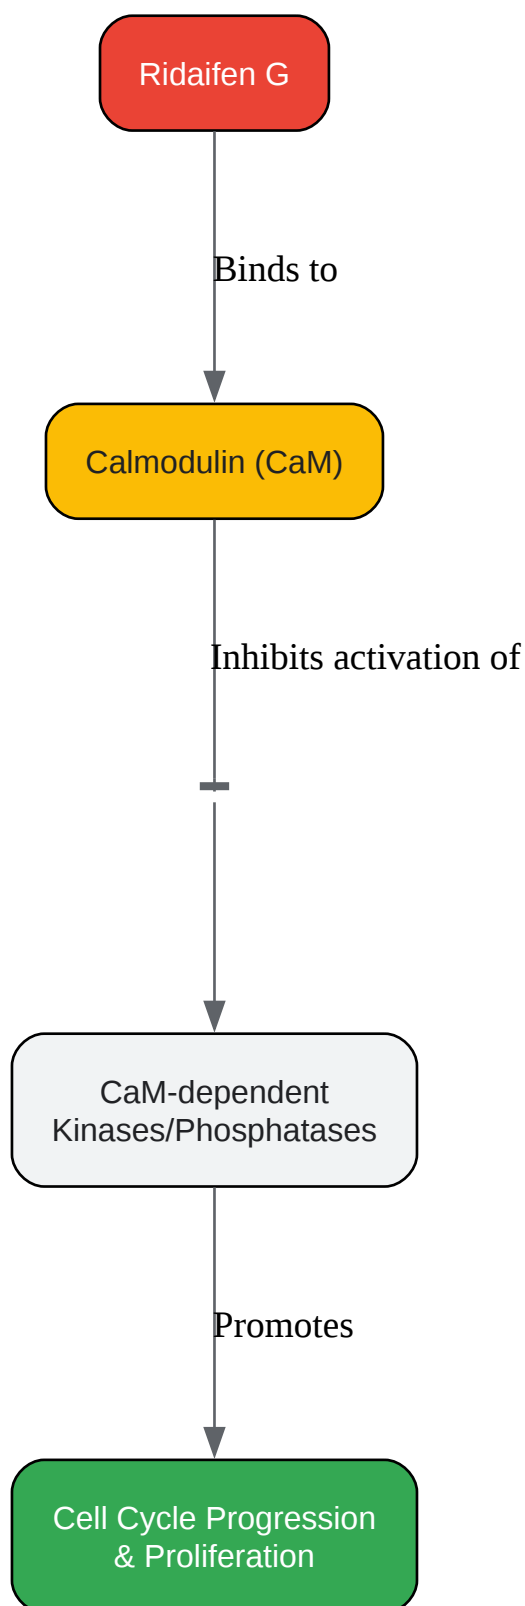 Ridaifen G
Binds to
Calmodulin (CaM)
Inhibits activation of
CaM-dependent
Kinases/Phosphatases
Promotes
Cell Cycle Progression
& Proliferation